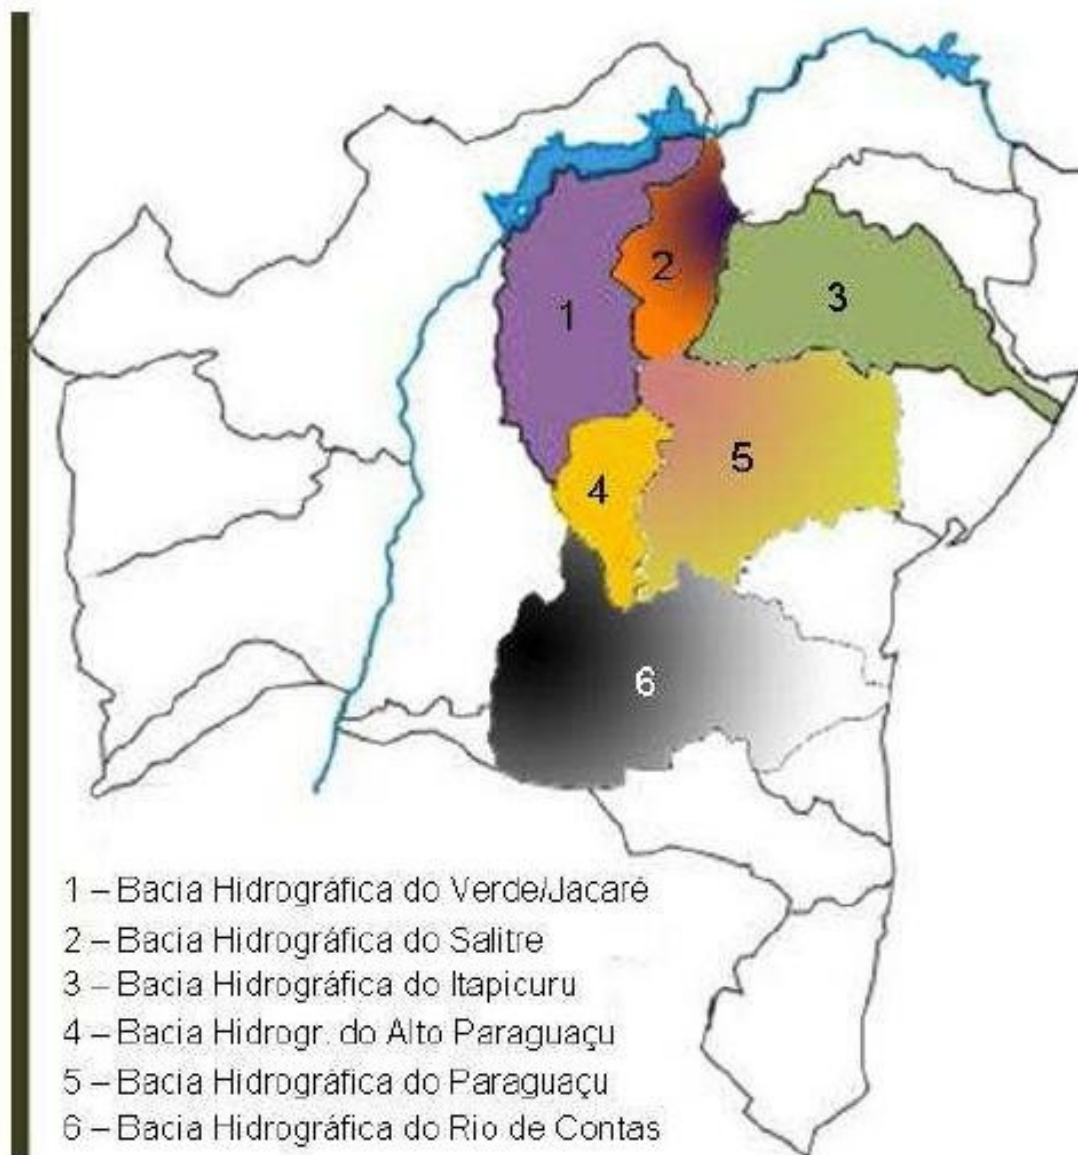 1
2
3
4
5
6
1 – Bacia Hidrográfica do Verde/Jacaré
2 – Bacia Hidrográfica do Salitre
3 – Bacia Hidrográfica do Itapicuru
4 – Bacia Hidrogr. do Alto Paraguaçu
5 – Bacia Hidrográfica do Paraguaçu
6 – Bacia Hidrográfica do Rio de Contas